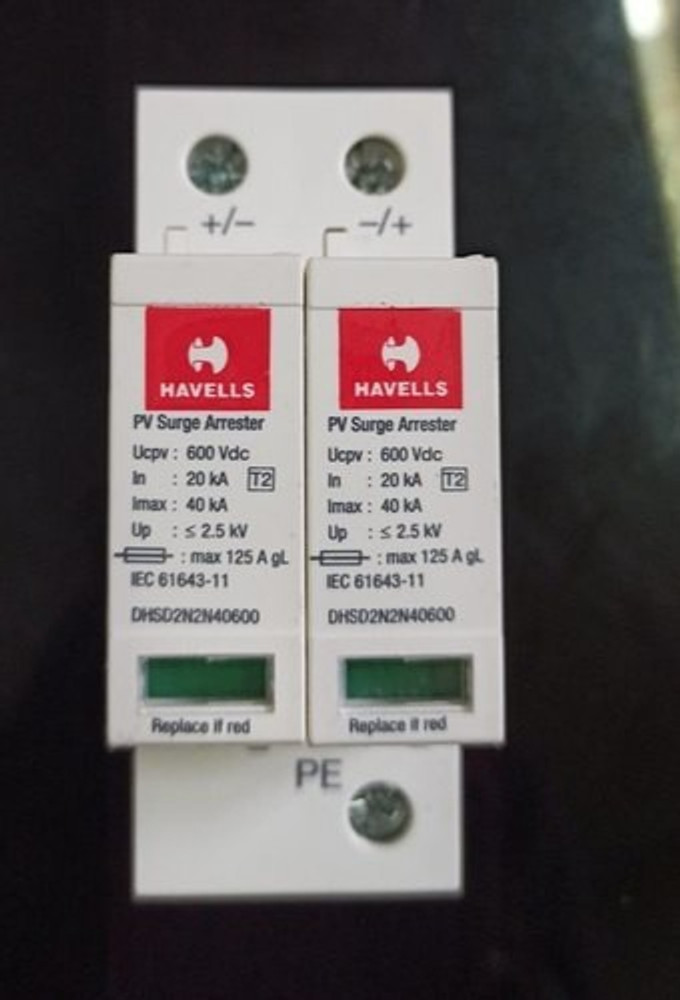 +/− −/+
HAVELLS
PV Surge Arrester
Ucpv : 600 Vdc
In : 20 kA T2
Imax : 40 kA
Up : ≤ 2.5 kV
: max 125 A gL
IEC 61643-11
DHSD2N2N40600
Replace if red
HAVELLS
PV Surge Arrester
Ucpv : 600 Vdc
In : 20 kA T2
Imax : 40 kA
Up : ≤ 2.5 kV
: max 125 A gL
IEC 61643-11
DHSD2N2N40600
Replace if red
PE